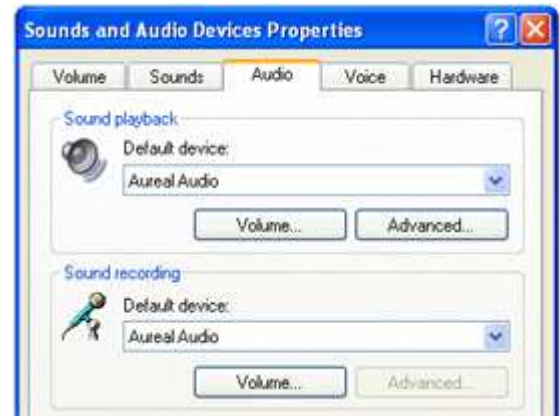 Sounds and Audio Devices Properties
Volume Sounds Audio Voice Hardware
Sound playback
Default device:
Aureal Audio
Volume... Advanced...
Sound recording
Default device:
Aureal Audio
Volume... Advanced...